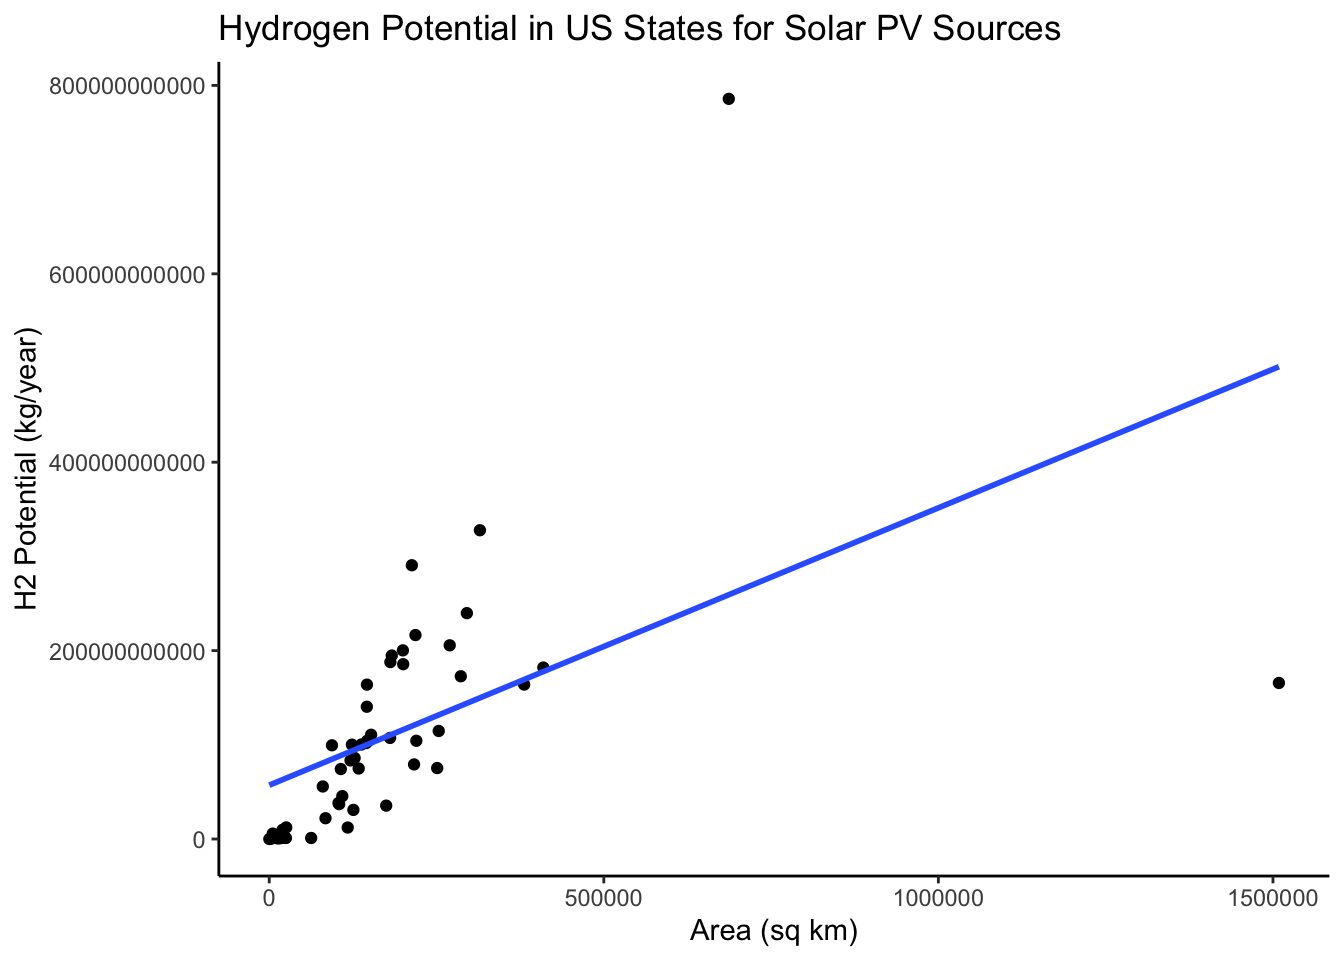 Hydrogen Potential in US States for Solar PV Sources
800000000000
600000000000
400000000000
200000000000
0
H2 Potential (kg/year)
0 500000 1000000 1500000
Area (sq km)